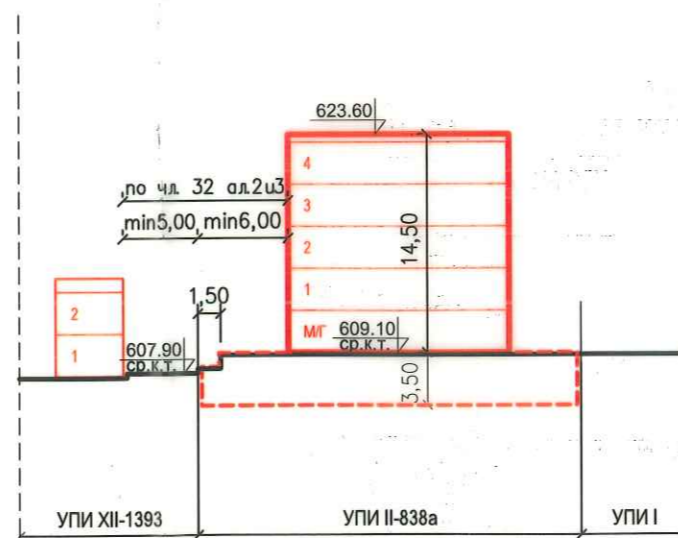 623.60
4
по чл. 32 ал.2и3
3
min5,00 min6,00
2
14,50
1
1,50
2
М/Г 609.10
ср.к.т.
1
607.90
ср.к.т.
3,50
УПИ XII-1393
УПИ II-838а
УПИ I